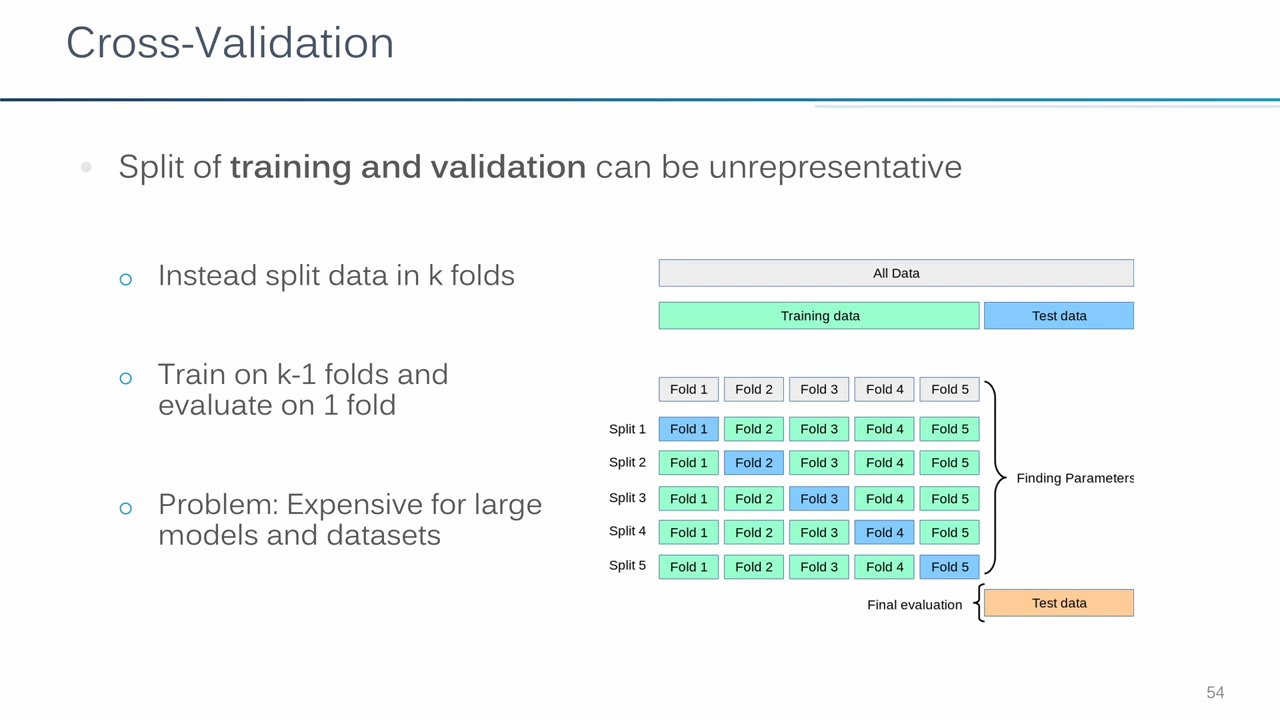 Cross-Validation
Split of training and validation can be unrepresentative
Instead split data in k folds
Train on k-1 folds and
evaluate on 1 fold
Problem: Expensive for large
models and datasets
All Data
Training data Test data
Fold 1 Fold 2 Fold 3 Fold 4 Fold 5
Split 1 Fold 1 Fold 2 Fold 3 Fold 4 Fold 5
Split 2 Fold 1 Fold 2 Fold 3 Fold 4 Fold 5
Split 3 Fold 1 Fold 2 Fold 3 Fold 4 Fold 5
Split 4 Fold 1 Fold 2 Fold 3 Fold 4 Fold 5
Split 5 Fold 1 Fold 2 Fold 3 Fold 4 Fold 5
Finding Parameters
Final evaluation Test data
54